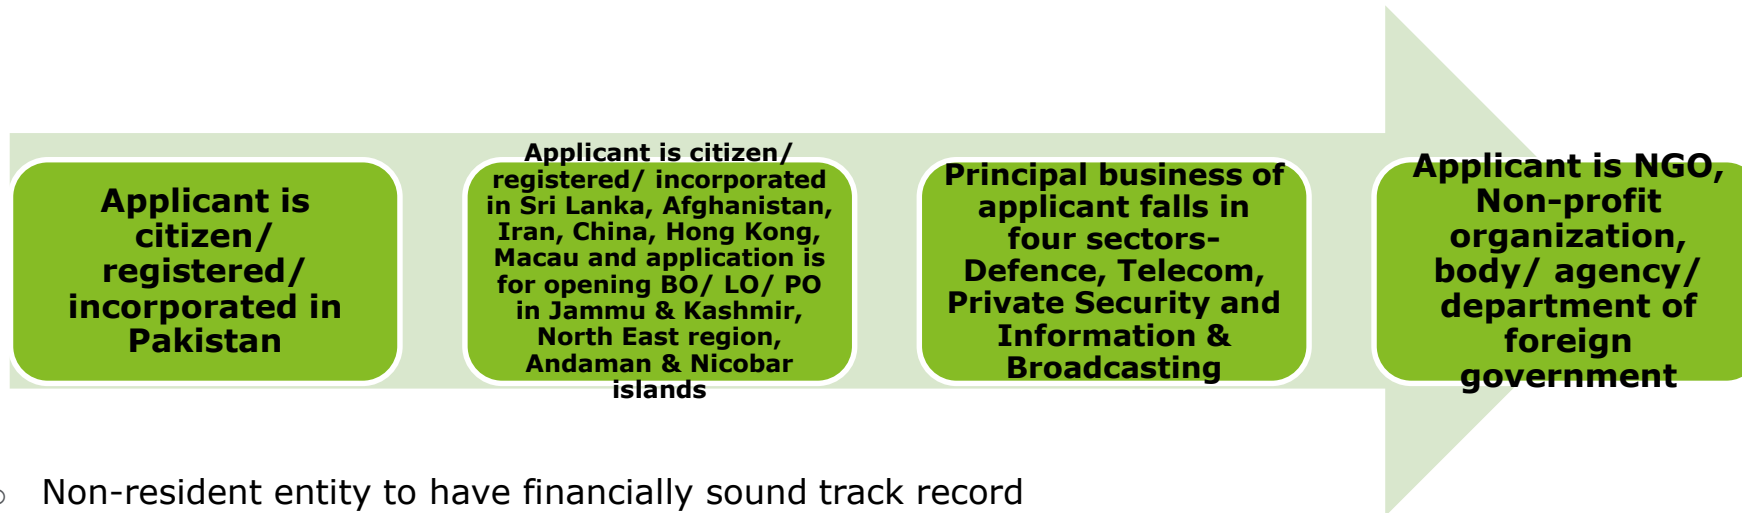 Applicant is
citizen/
registered/
incorporated in
Pakistan
Applicant is citizen/
registered/ incorporated
in Sri Lanka, Afghanistan,
Iran, China, Hong Kong,
Macau and application is
for opening BO/ LO/ PO
in Jammu & Kashmir,
North East region,
Andaman & Nicobar
islands
Principal business of
applicant falls in
four sectors-
Defence, Telecom,
Private Security and
Information &
Broadcasting
Applicant is NGO,
Non-profit
organization,
body/ agency/
department of
foreign
government
Non-resident entity to have financially sound track record